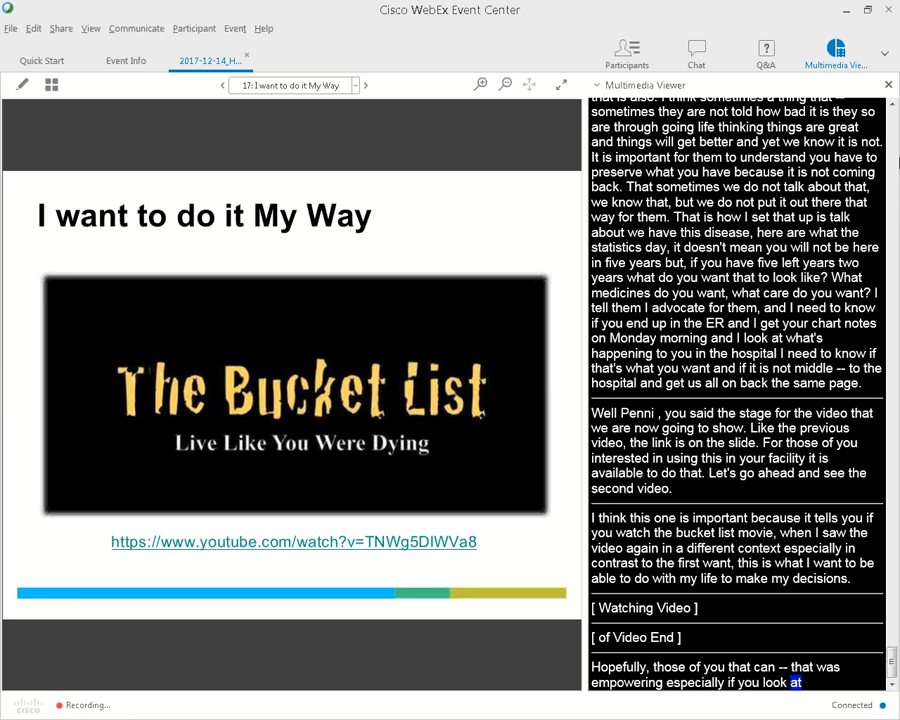 Cisco WebEx Event Center
File Edit Share View Communicate Participant Event Help
Quick Start
Event Info
2017-12-14_H...
Participants
Chat
Q&A
Multimedia Vie...
17: I want to do it My Way
Multimedia Viewer
I want to do it My Way
The Bucket List
Live Like You Were Dying
https://www.youtube.com/watch?v=TNWg5DIWVa8
that is also. I think sometimes a thing that --
sometimes they are not told how bad it is they so
are through going life thinking things are great
and things will get better and yet we know it is not.
It is important for them to understand you have to
preserve what you have because it is not coming
back. That sometimes we do not talk about that,
we know that, but we do not put it out there that
way for them. That is how I set that up is talk
about we have this disease, here are what the
statistics day, it doesn't mean you will not be here
in five years but, if you have five left years two
years what do you want that to look like? What
medicines do you want, what care do you want? I
tell them I advocate for them, and I need to know
if you end up in the ER and I get your chart notes
on Monday morning and I look at what's
happening to you in the hospital I need to know if
that's what you want and if it is not middle -- to the
hospital and get us all on back the same page.
Well Penni , you said the stage for the video that
we are now going to show. Like the previous
video, the link is on the slide. For those of you
interested in using this in your facility it is
available to do that. Let's go ahead and see the
second video.
I think this one is important because it tells you if
you watch the bucket list movie, when I saw the
video again in a different context especially in
contrast to the first want, this is what I want to be
able to do with my life to make my decisions.
[ Watching Video ]
[ of Video End ]
Hopefully, those of you that can -- that was
empowering especially if you look at
cisco
Recording...
Connected